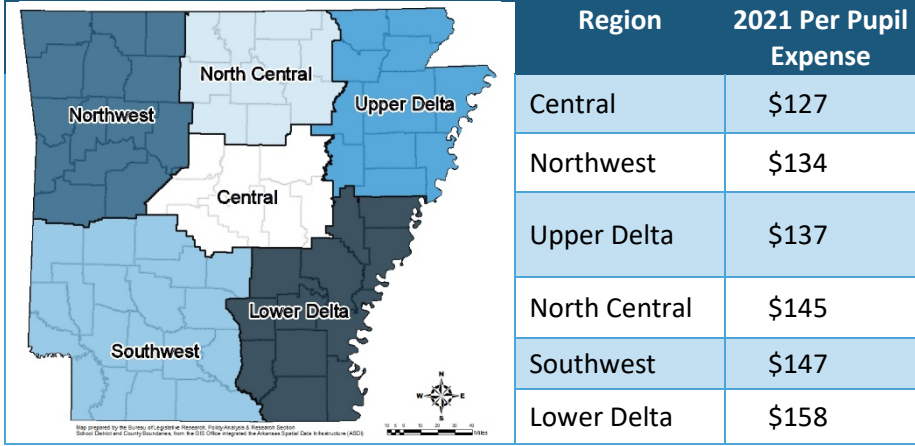 North Central
Upper Delta
Northwest
Central
Lower Delta
Southwest
N
W E
S
Map prepared by the Bureau of Legislative Research, Policy Analysis & Research Section
School District and County Boundaries, from the GIS Office integrated the Arkansas Spatial Data Infrastructure (ASDI)
Miles
Region 2021 Per Pupil
Expense
Central $127
Northwest $134
Upper Delta $137
North Central $145
Southwest $147
Lower Delta $158